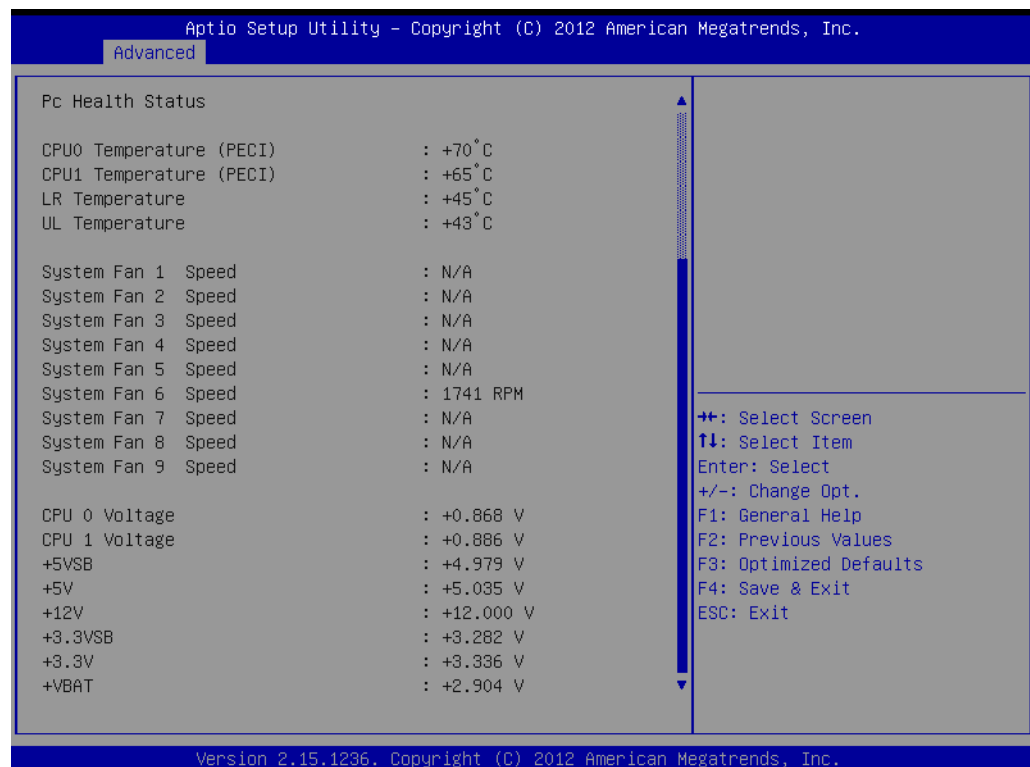 Aptio Setup Utility – Copyright (C) 2012 American Megatrends, Inc.
Advanced
Pc Health Status
CPU0 Temperature (PECI) : +70°C
CPU1 Temperature (PECI) : +65°C
LR Temperature : +45°C
UL Temperature : +43°C
System Fan 1 Speed : N/A
System Fan 2 Speed : N/A
System Fan 3 Speed : N/A
System Fan 4 Speed : N/A
System Fan 5 Speed : N/A
System Fan 6 Speed : 1741 RPM
System Fan 7 Speed : N/A
System Fan 8 Speed : N/A
System Fan 9 Speed : N/A
CPU 0 Voltage : +0.868 V
CPU 1 Voltage : +0.886 V
+5VSB : +4.979 V
+5V : +5.035 V
+12V : +12.000 V
+3.3VSB : +3.282 V
+3.3V : +3.336 V
+VBAT : +2.904 V
→←: Select Screen
↑↓: Select Item
Enter: Select
+/-: Change Opt.
F1: General Help
F2: Previous Values
F3: Optimized Defaults
F4: Save & Exit
ESC: Exit
Version 2.15.1236. Copyright (C) 2012 American Megatrends, Inc.